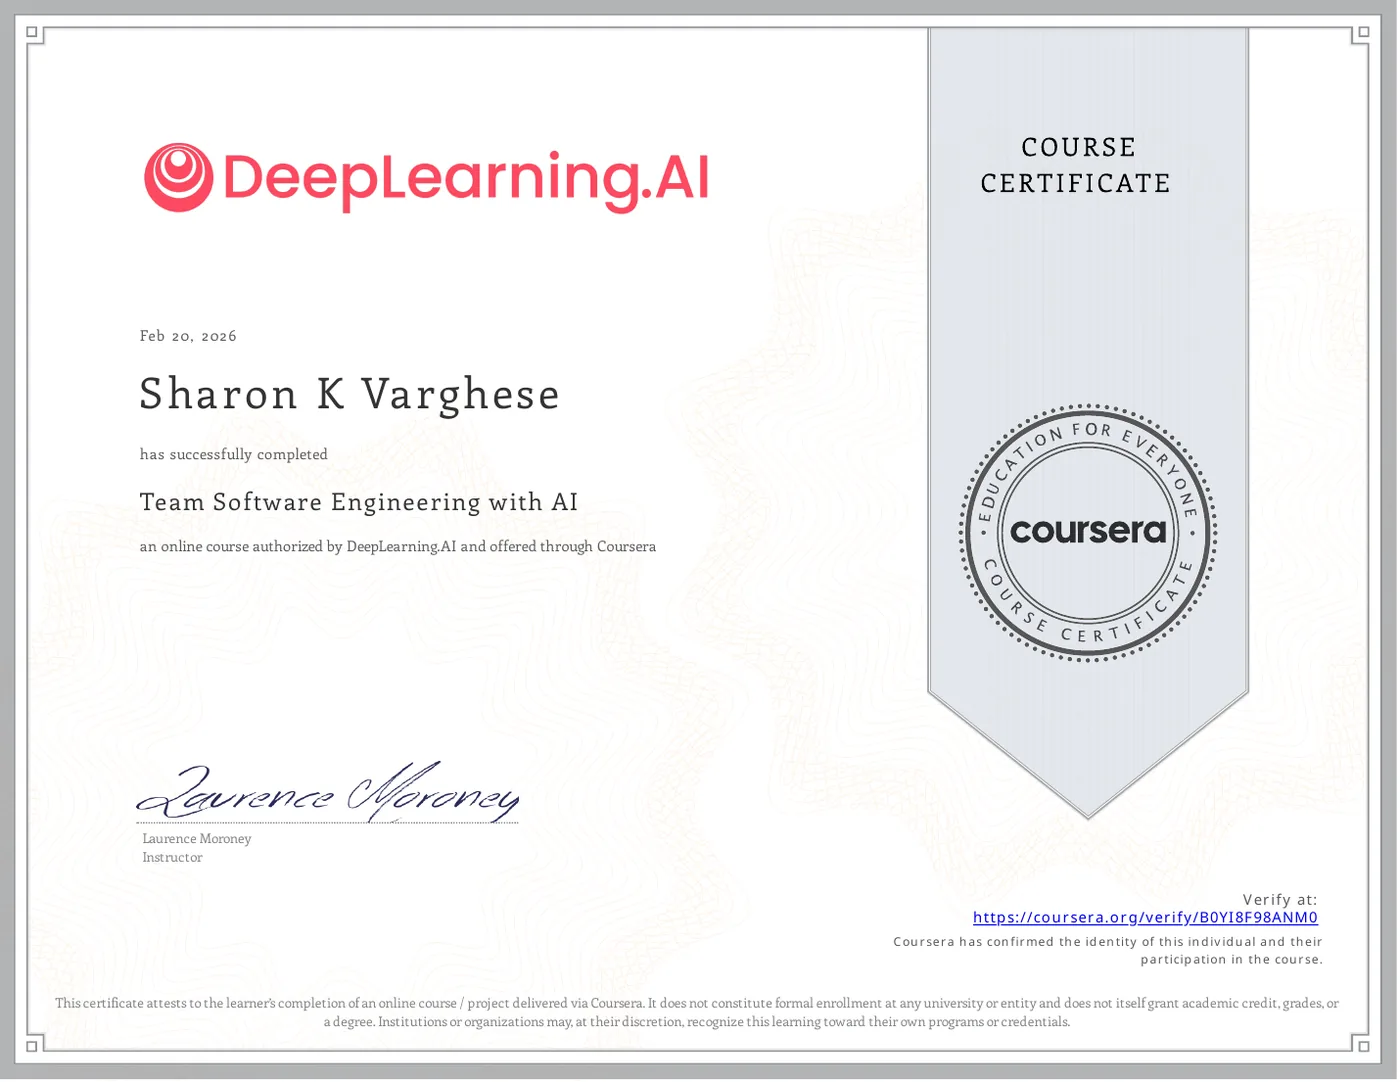 DeepLearning.AI
COURSE
CERTIFICATE
Feb 20, 2026
Sharon K Varghese
has successfully completed
Team Software Engineering with AI
an online course authorized by DeepLearning.AI and offered through Coursera
EDUCATION FOR EVERYONE
coursera
COURSE CERTIFICATE
Laurence Moroney
Laurence Moroney
Instructor
Verify at:
https://coursera.org/verify/B0YI8F98ANM0
Coursera has confirmed the identity of this individual and their
participation in the course.
This certificate attests to the learner's completion of an online course / project delivered via Coursera. It does not constitute formal enrollment at any university or entity and does not itself grant academic credit, grades, or
a degree. Institutions or organizations may, at their discretion, recognize this learning toward their own programs or credentials.